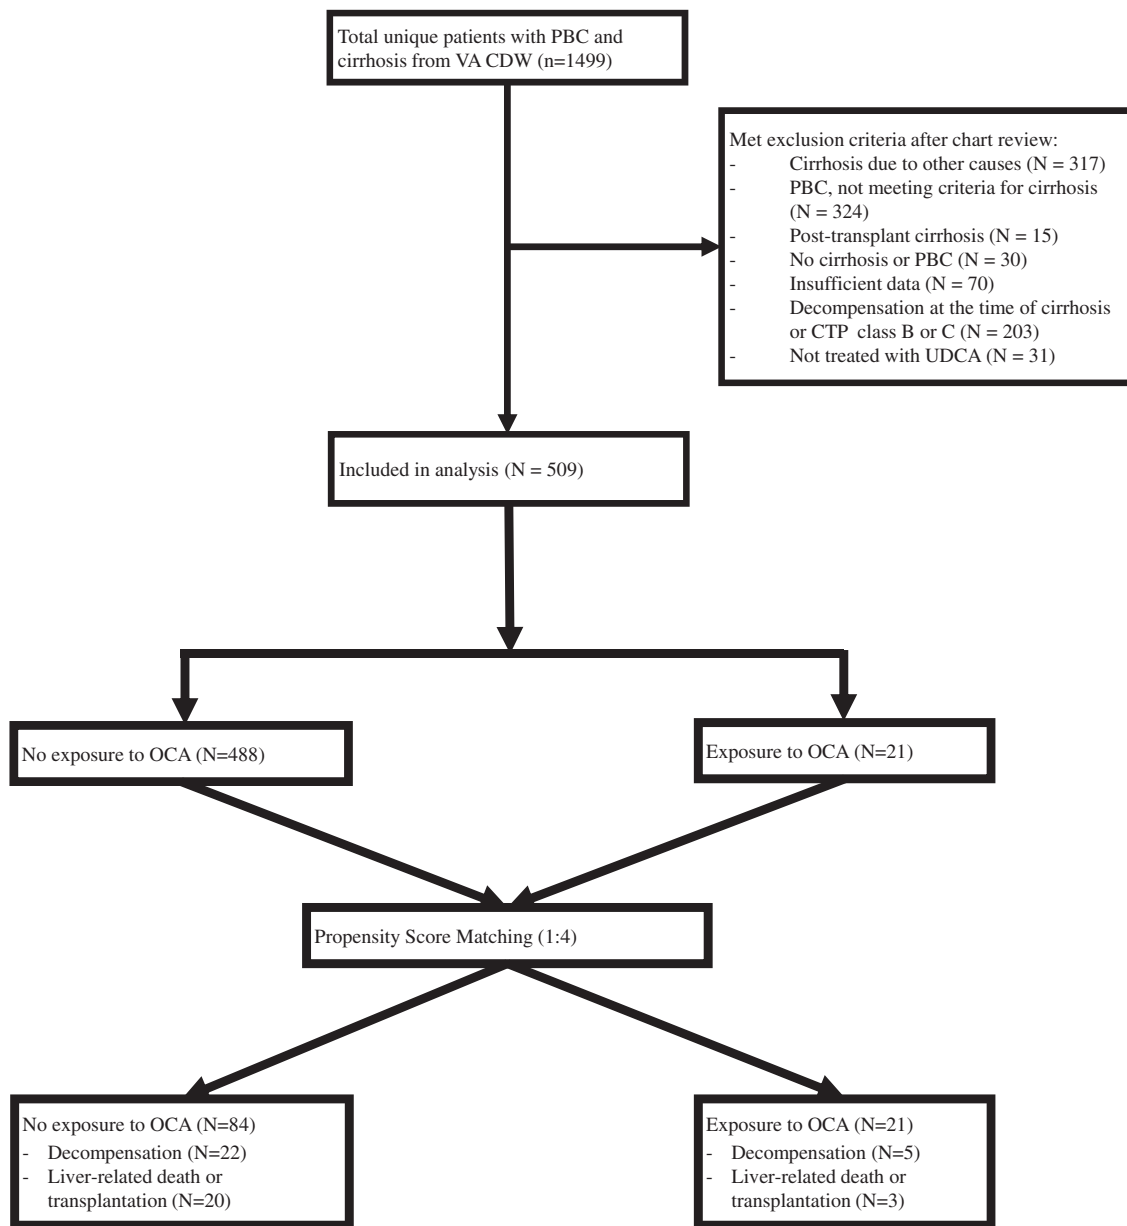 Total unique patients with PBC and
cirrhosis from VA CDW (n=1499)
Met exclusion criteria after chart review:
- Cirrhosis due to other causes (N = 317)
- PBC, not meeting criteria for cirrhosis
(N = 324)
- Post-transplant cirrhosis (N = 15)
- No cirrhosis or PBC (N = 30)
- Insufficient data (N = 70)
- Decompensation at the time of cirrhosis
or CTP class B or C (N = 203)
- Not treated with UDCA (N = 31)
Included in analysis (N = 509)
No exposure to OCA (N=488)
Exposure to OCA (N=21)
Propensity Score Matching (1:4)
No exposure to OCA (N=84)
- Decompensation (N=22)
- Liver-related death or
transplantation (N=20)
Exposure to OCA (N=21)
- Decompensation (N=5)
- Liver-related death or
transplantation (N=3)